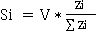 Si = V * zi / ∑ zi